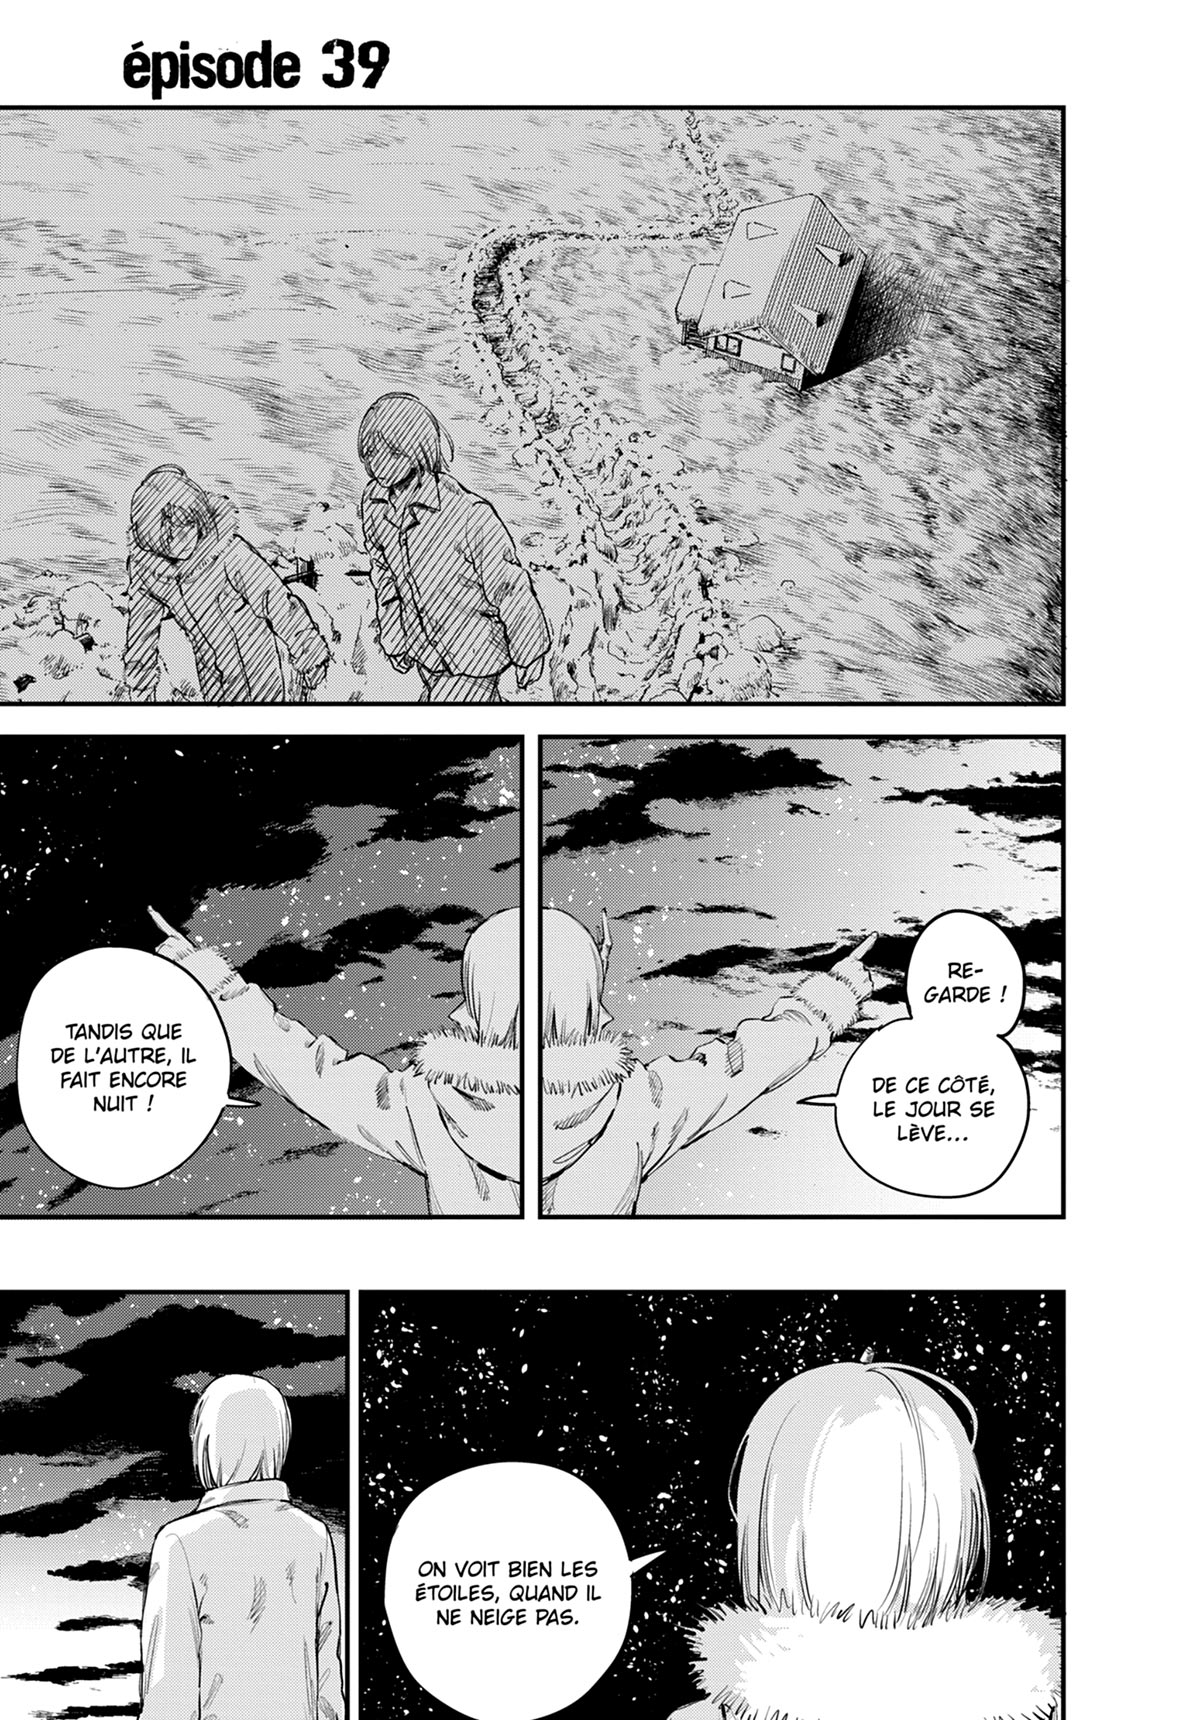 épisode 39
RE-
GARDE !
DE CE CÔTÉ,
LE JOUR SE
LÈVE...
TANDIS QUE
DE L'AUTRE, IL
FAIT ENCORE
NUIT !
ON VOIT BIEN LES
ÉTOILES, QUAND IL
NE NEIGE PAS.